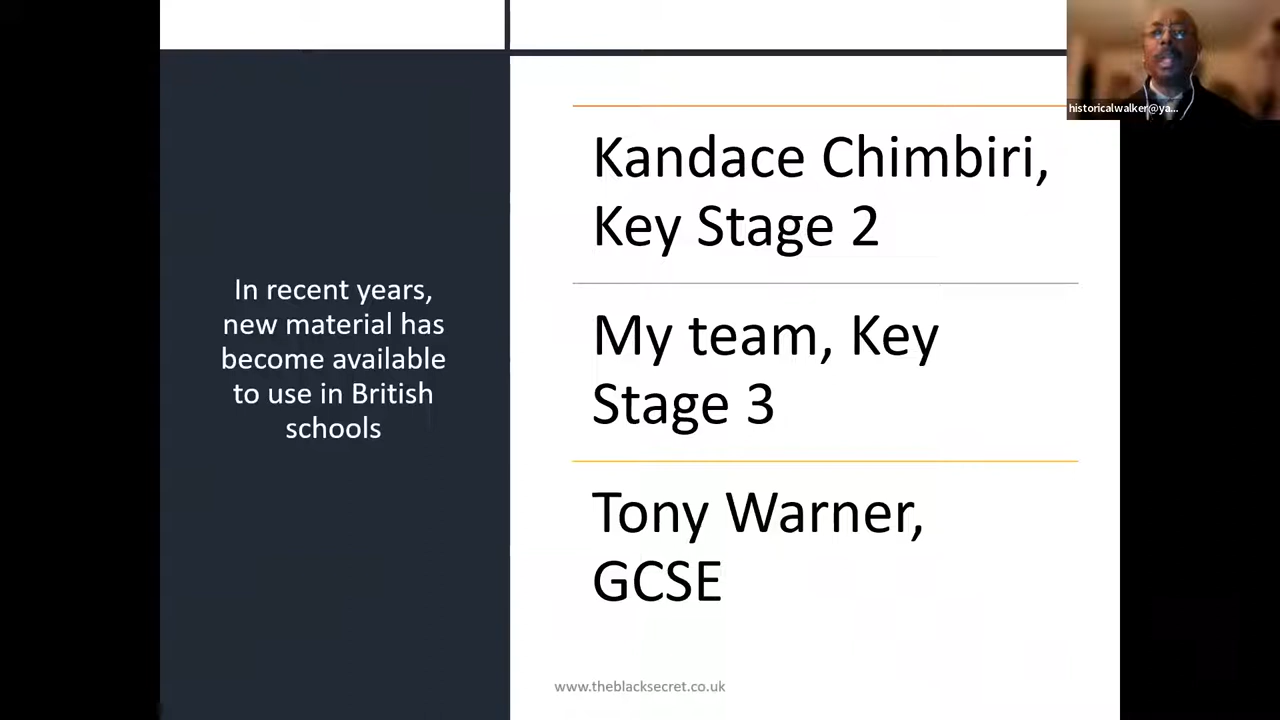 historicalwalker@ya...
In recent years,
new material has
become available
to use in British
schools
Kandace Chimbiri,
Key Stage 2
My team, Key
Stage 3
Tony Warner,
GCSE
www.theblacksecret.co.uk